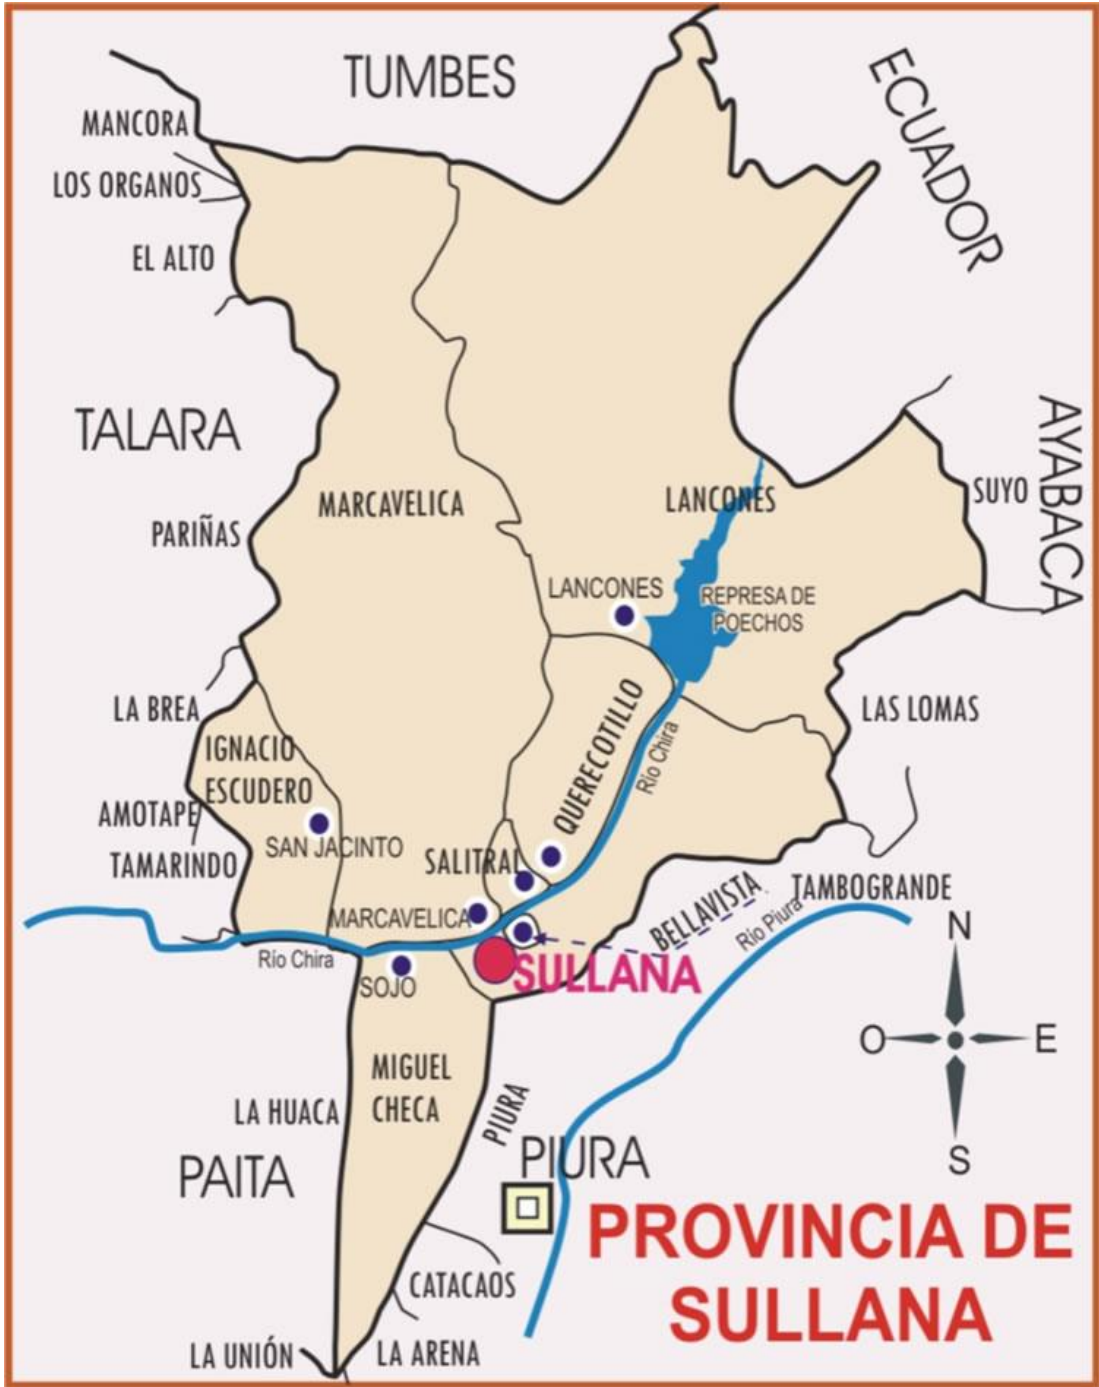 TUMBES
ECUADOR
MANCORA
LOS ORGANOS
EL ALTO
TALARA
AYABACA
MARCAVELICA
LANCONES
SUYO
PARIÑAS
LANCONES
REPRESA DE
POECHOS
LA BREA
QUERECOTILLO
LAS LOMAS
IGNACIO
ESCUDERO
Río Chira
AMOTAPE
SAN JACINTO
TAMARINDO
SALITRAL
MARCAVELICA
BELLAVISTA
TAMBOGRANDE
Río Piura
Río Chira
SOJO
SULLANA
N
O
E
S
MIGUEL
CHECA
LA HUACA
PIURA
PAITA
PIURA
PROVINCIA DE
SULLANA
CATACAOS
LA UNIÓN
LA ARENA